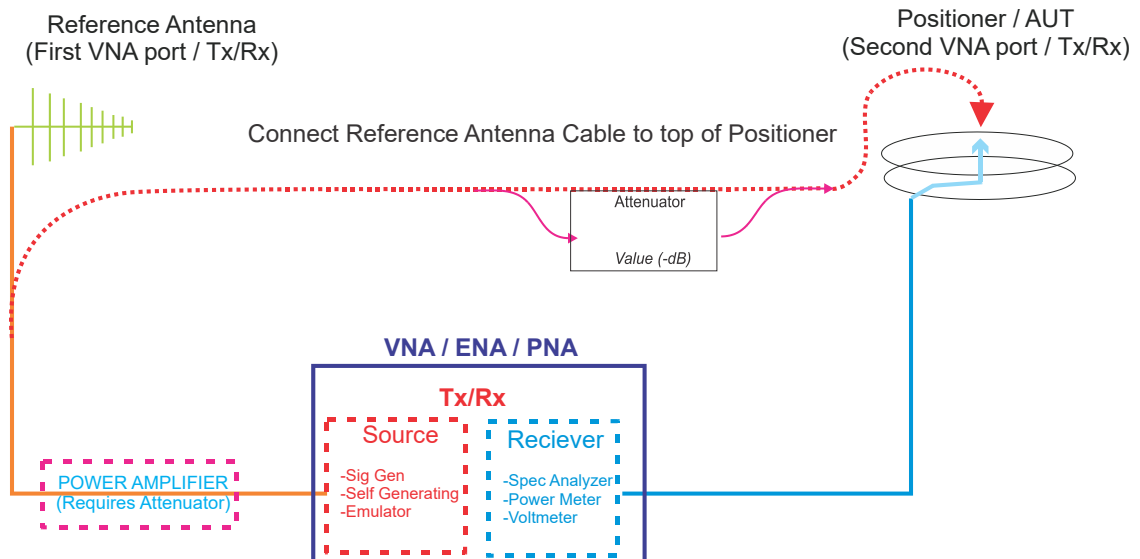 Reference Antenna
(First VNA port / Tx/Rx)
Positioner / AUT
(Second VNA port / Tx/Rx)
Connect Reference Antenna Cable to top of Positioner
Attenuator
Value (-dB)
VNA / ENA / PNA
Tx/Rx
Source
-Sig Gen
-Self Generating
-Emulator
Reciever
-Spec Analyzer
-Power Meter
-Voltmeter
POWER AMPLIFIER
(Requires Attenuator)